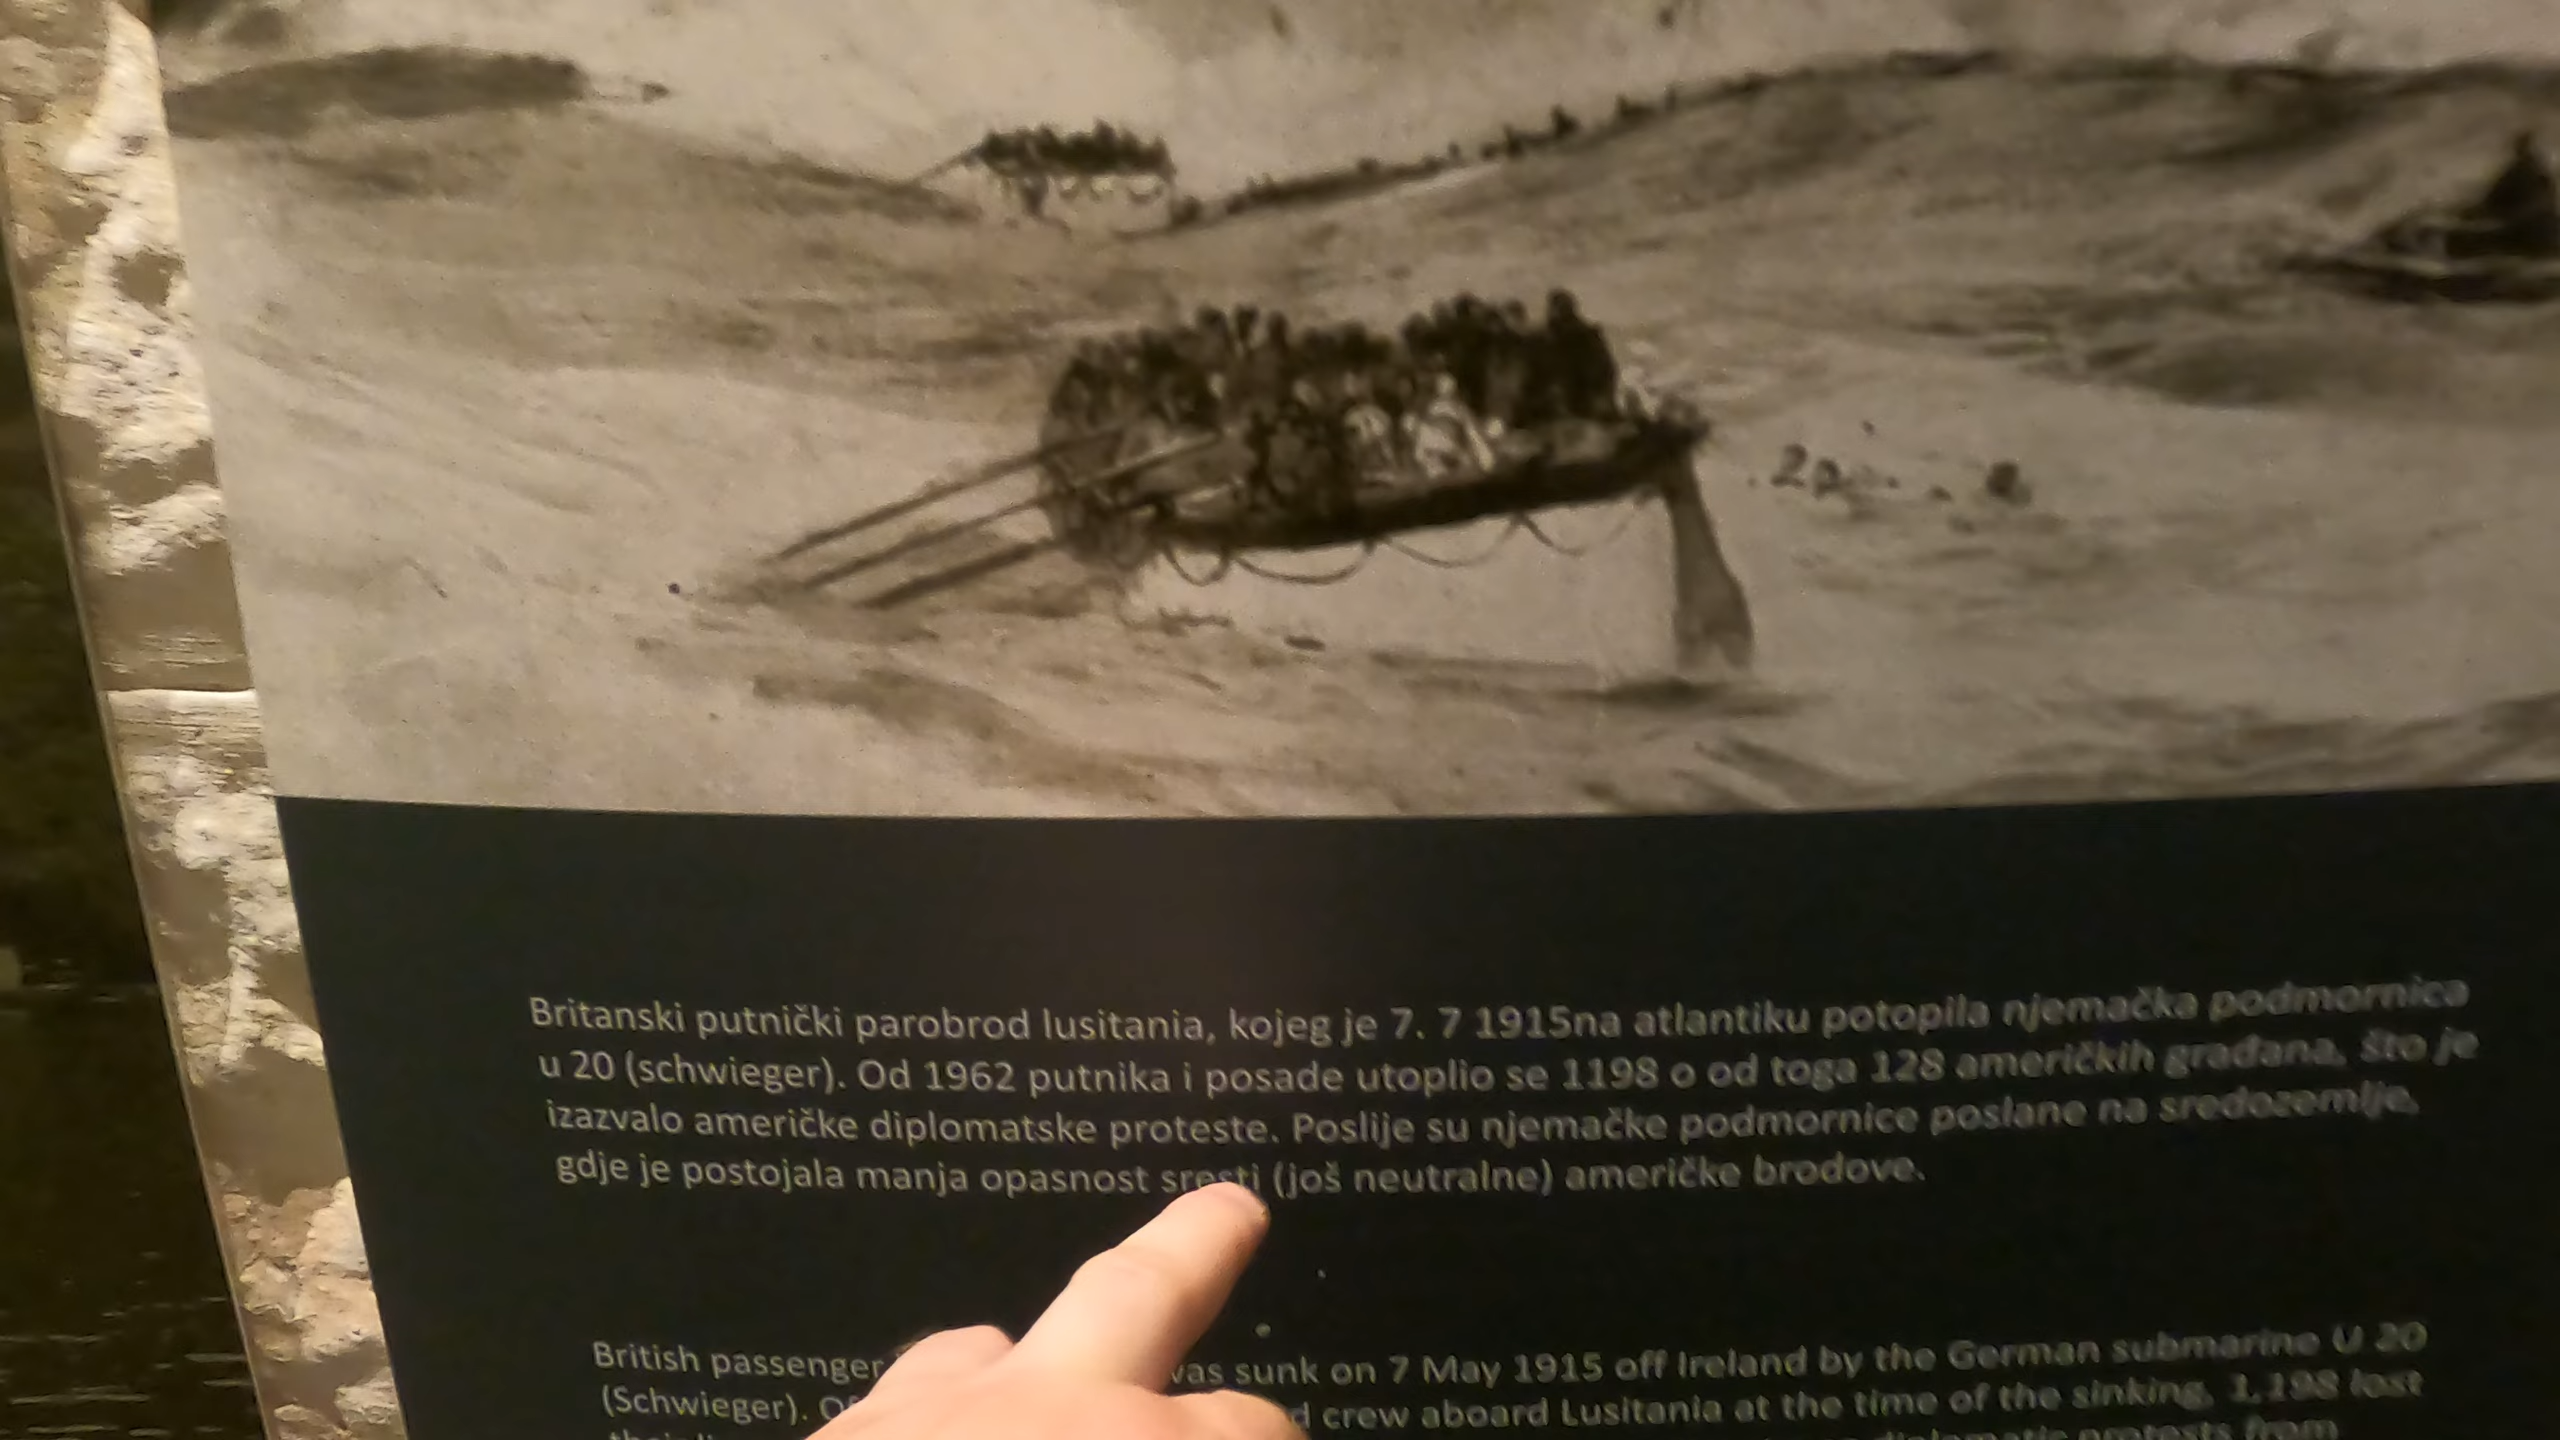 Britanski putnički parobrod lusitania, kojeg je 7. 7 1915na atlantiku potopila njemačka podmornica
u 20 (schwieger). Od 1962 putnika i posade utoplio se 1198 o od toga 128 američkih građana, što je
izazvalo američke diplomatske proteste. Poslije su njemačke podmornice poslane na sredozemlje,
gdje je postojala manja opasnost sresti (još neutralne) američke brodove.
British passenger was sunk on 7 May 1915 off Ireland by the German submarine U 20
(Schwieger). Of crew aboard Lusitania at the time of the sinking, 1,198 lost
diplomatic protests from